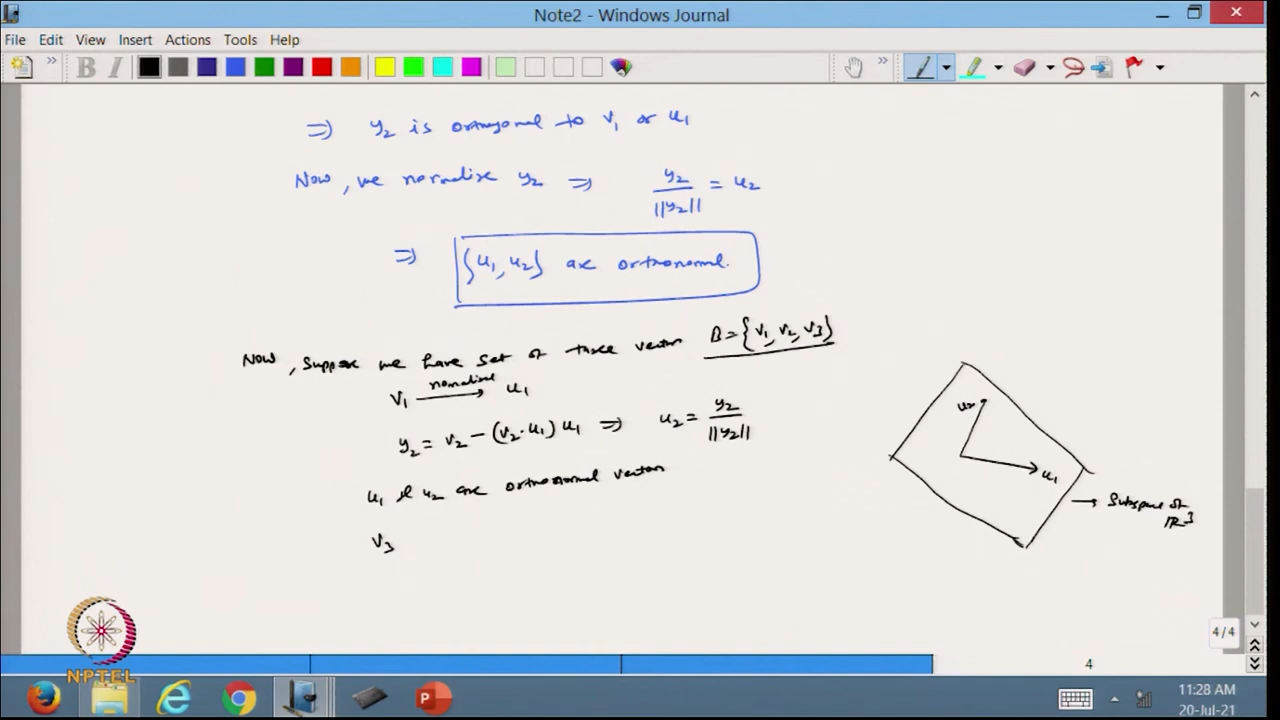 Note2 - Windows Journal
File Edit View Insert Actions Tools Help
⇒ y₂ is orthogonal to v₁ or u₁
Now, we normalize y₂ ⇒ y₂/||y₂|| = u₂
⇒ {u₁, u₂} are orthonormal.
Now, suppose we have set of three vector B = {v₁, v₂, v₃}
v₁ normalize → u₁
y₂ = v₂ - (v₂·u₁) u₁ ⇒ u₂ = y₂/||y₂||
u₁ & u₂ are orthonormal vectors
v₃
u₂
u₁
→ Subspace of
IR³
NPTEL
4/4
4
11:28 AM
20-Jul-21